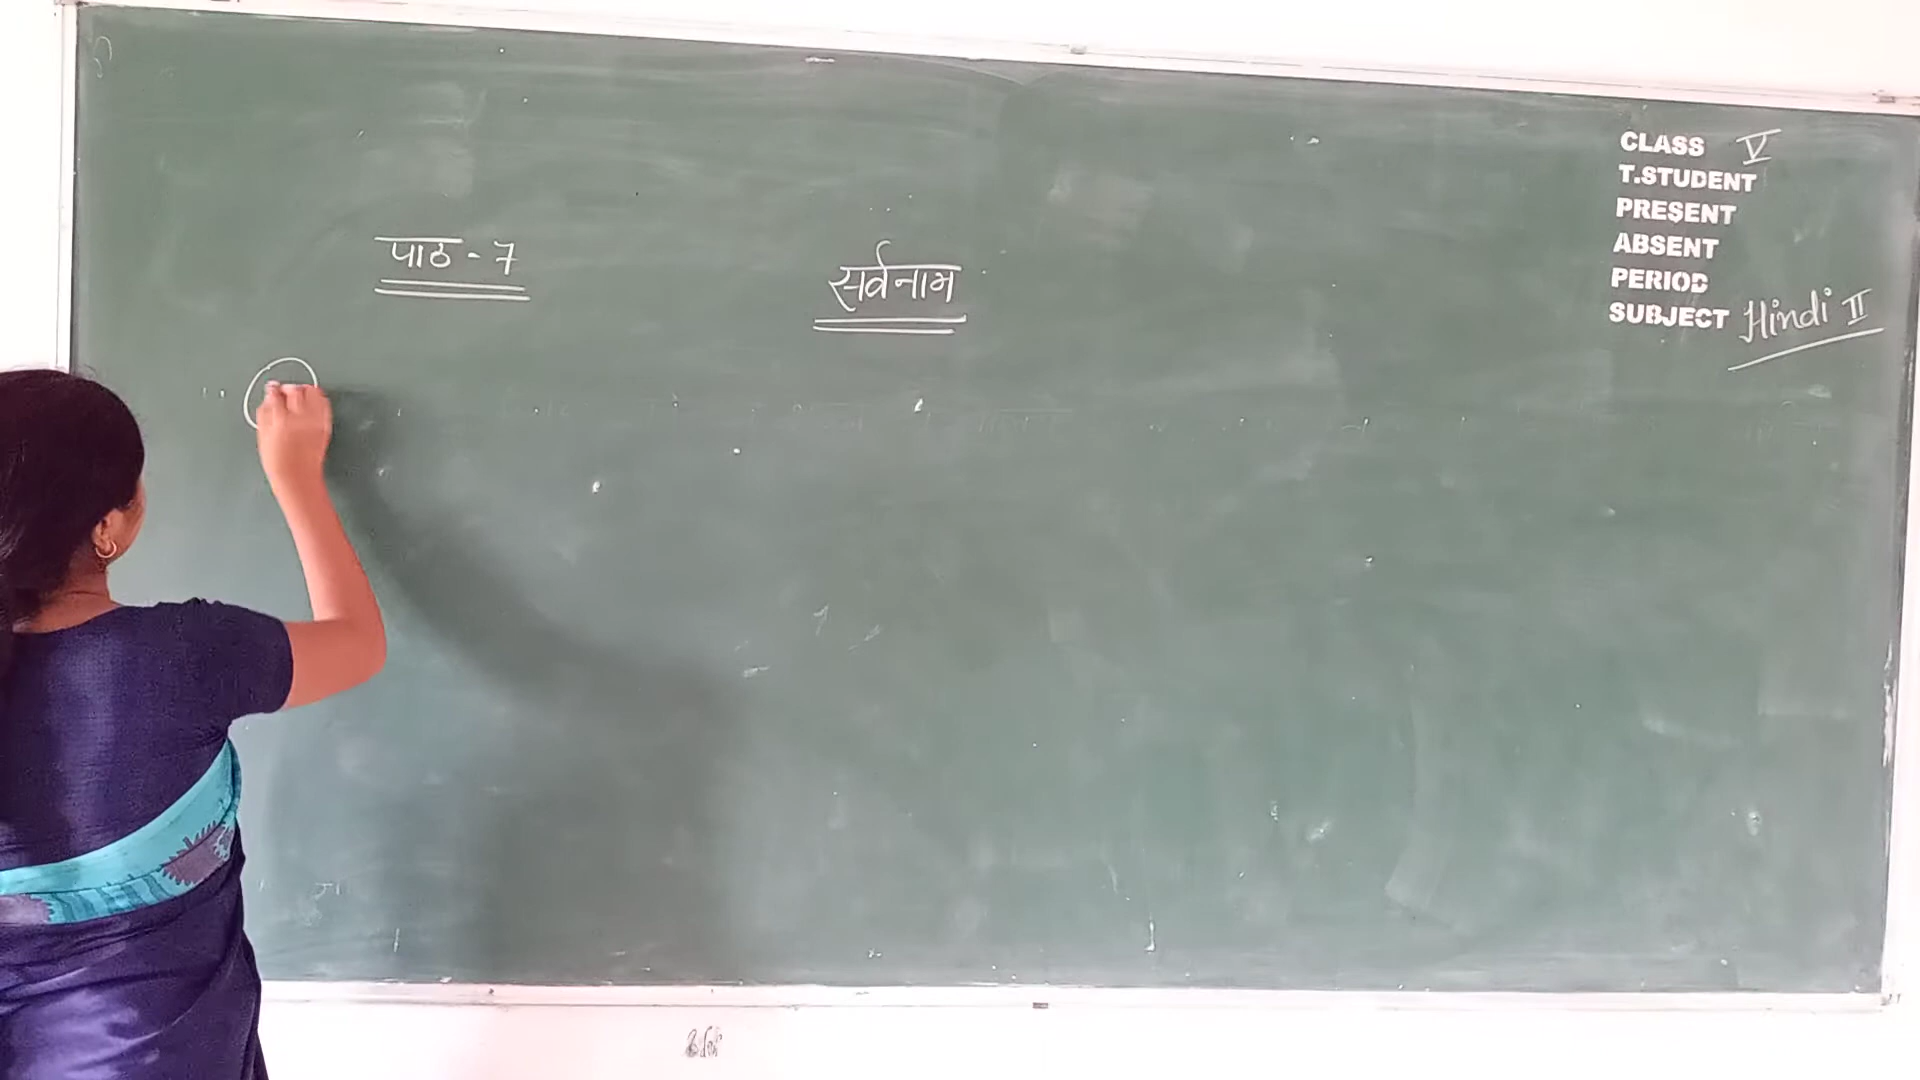 पाठ - 7
सर्वनाम
CLASS V
T.STUDENT
PRESENT
ABSENT
PERIOD
SUBJECT Hindi II